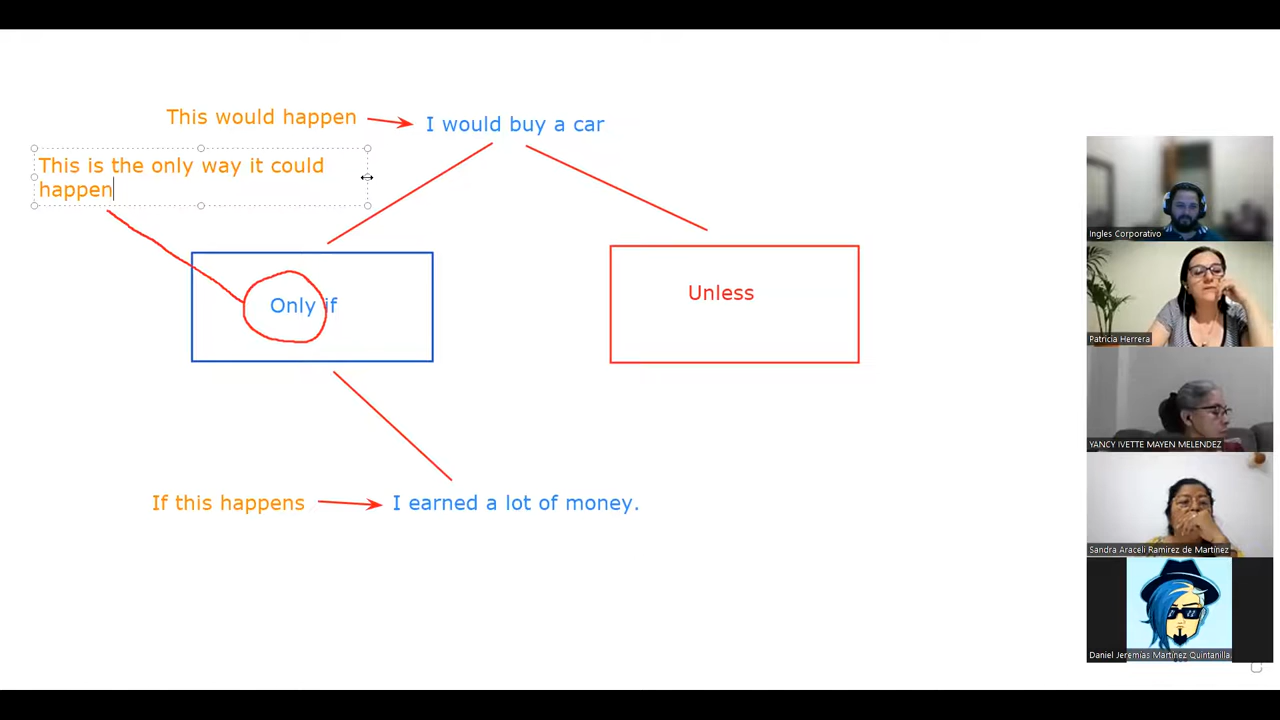 This would happen
I would buy a car
This is the only way it could
happen
Only if
Unless
If this happens
I earned a lot of money.
Ingles Corporativo
Patricia Herrera
YANCY IVETTE MAYEN MELENDEZ
Sandra Araceli Ramirez de Martinez
Daniel Jeremias Martinez Quintanilla